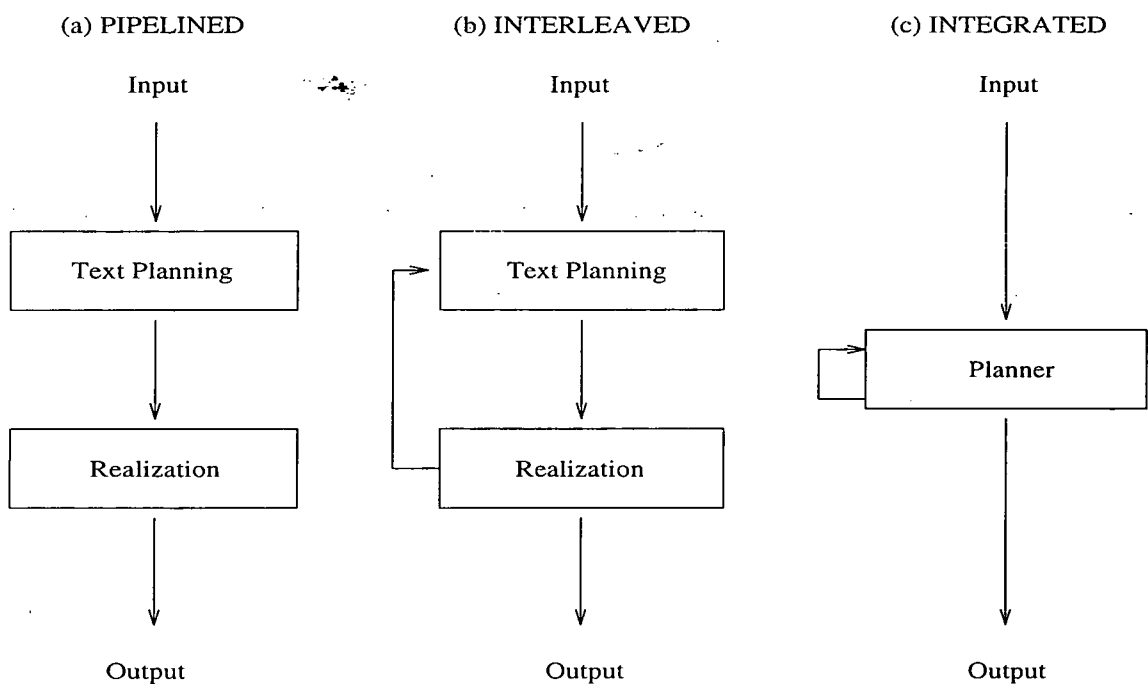 (a) PIPELINED
(b) INTERLEAVED
(c) INTEGRATED
Input
Input
Input
Text Planning
Text Planning
Planner
Realization
Realization
Output
Output
Output